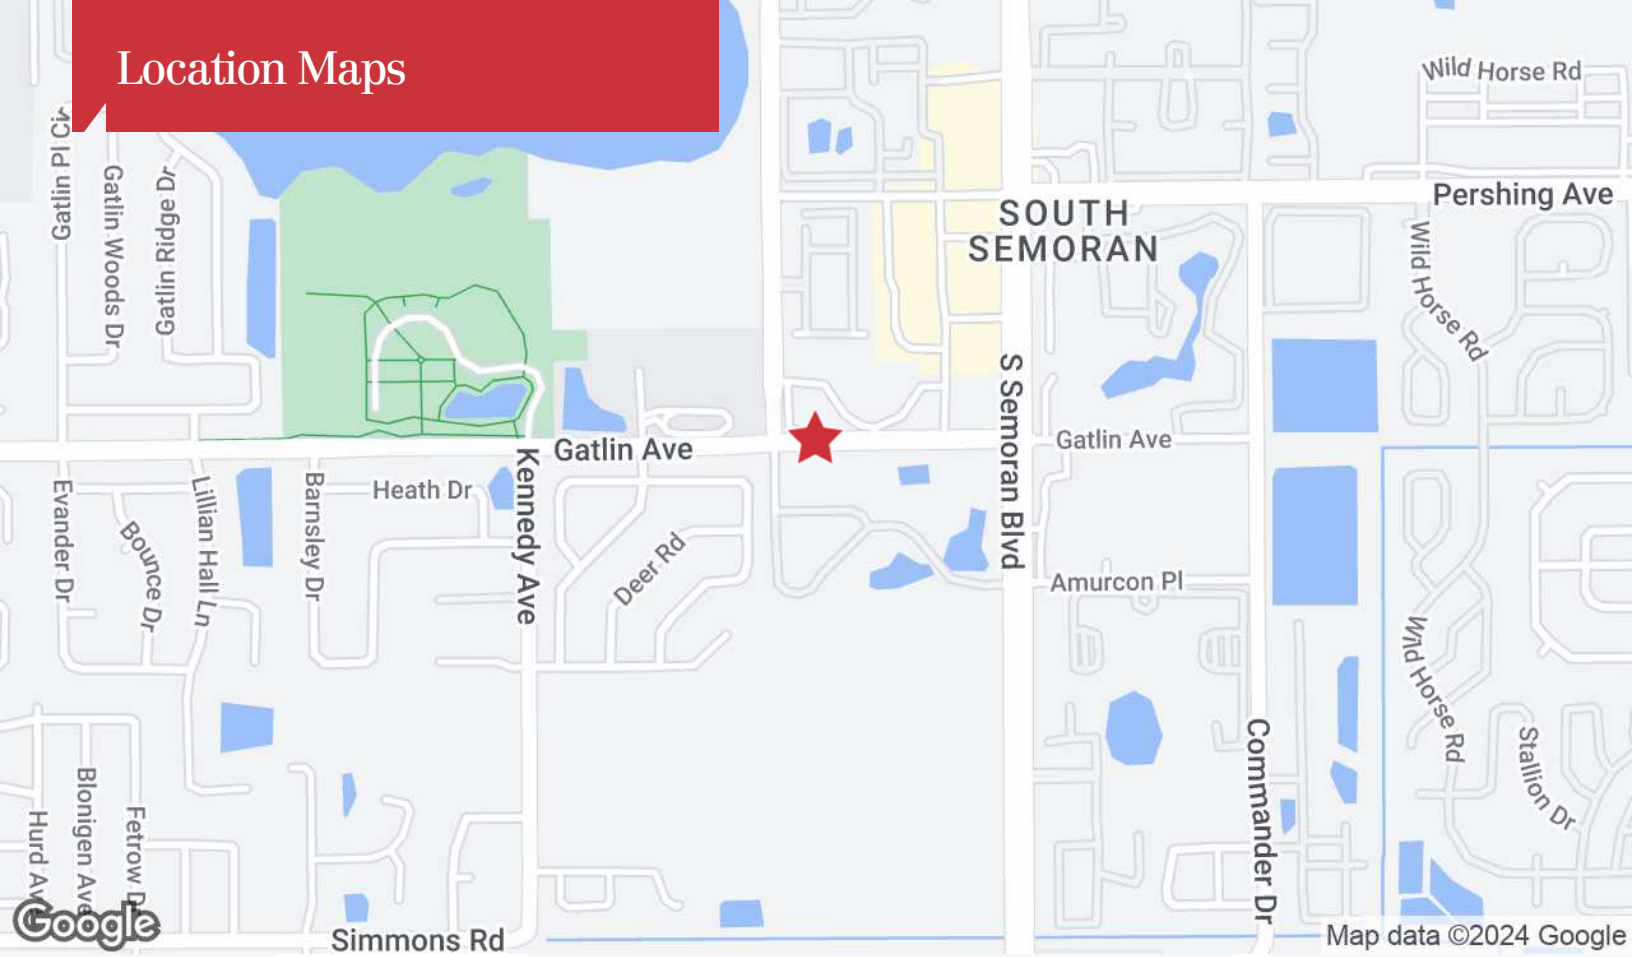 Location Maps
Wild Horse Rd
Gatlin Pl Cir
Gatlin Woods Dr
Gatlin Ridge Dr
Pershing Ave
SOUTH
SEMORAN
Wild Horse Rd
S Semoran Blvd
Gatlin Ave
Gatlin Ave
Kennedy Ave
Heath Dr
Evander Dr
Bounce Dr
Lillian Hall Ln
Barnsley Dr
Deer Rd
Amurcon Pl
Wild Horse Rd
Commander Dr
Stallion Dr
Hurd Ave
Blonigen Ave
Fetrow Dr
Google
Simmons Rd
Map data ©2024 Google